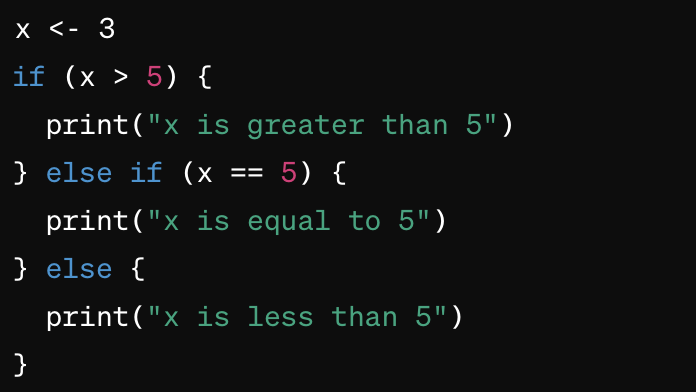 x <- 3
if (x > 5) {
  print("x is greater than 5")
} else if (x == 5) {
  print("x is equal to 5")
} else {
  print("x is less than 5")
}